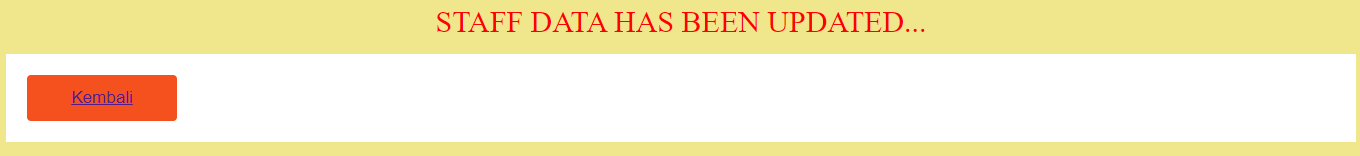 STAFF DATA HAS BEEN UPDATED...
Kembali